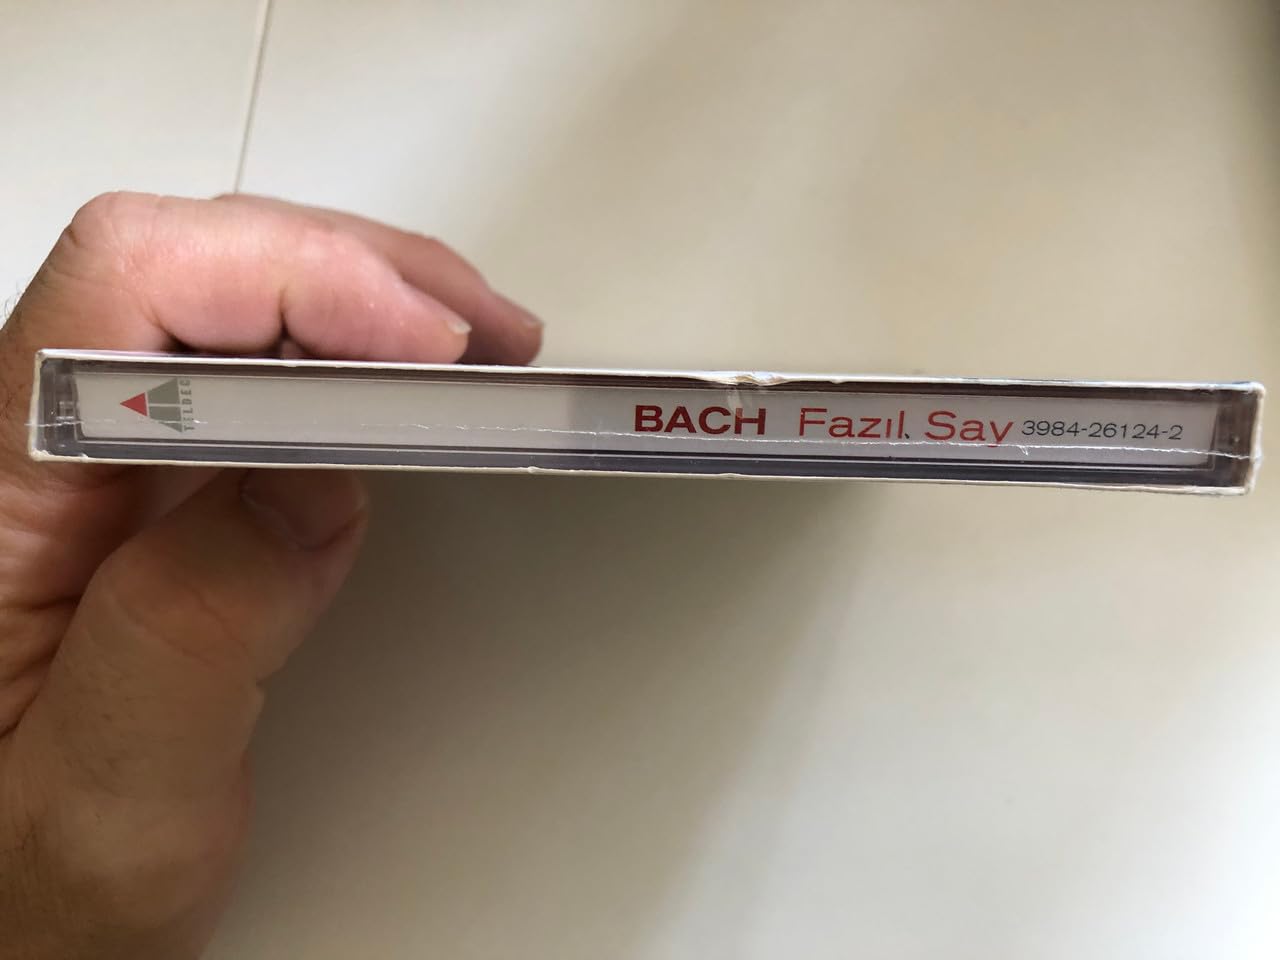 TELDEC
BACH Fazıl Say 3984-26124-2